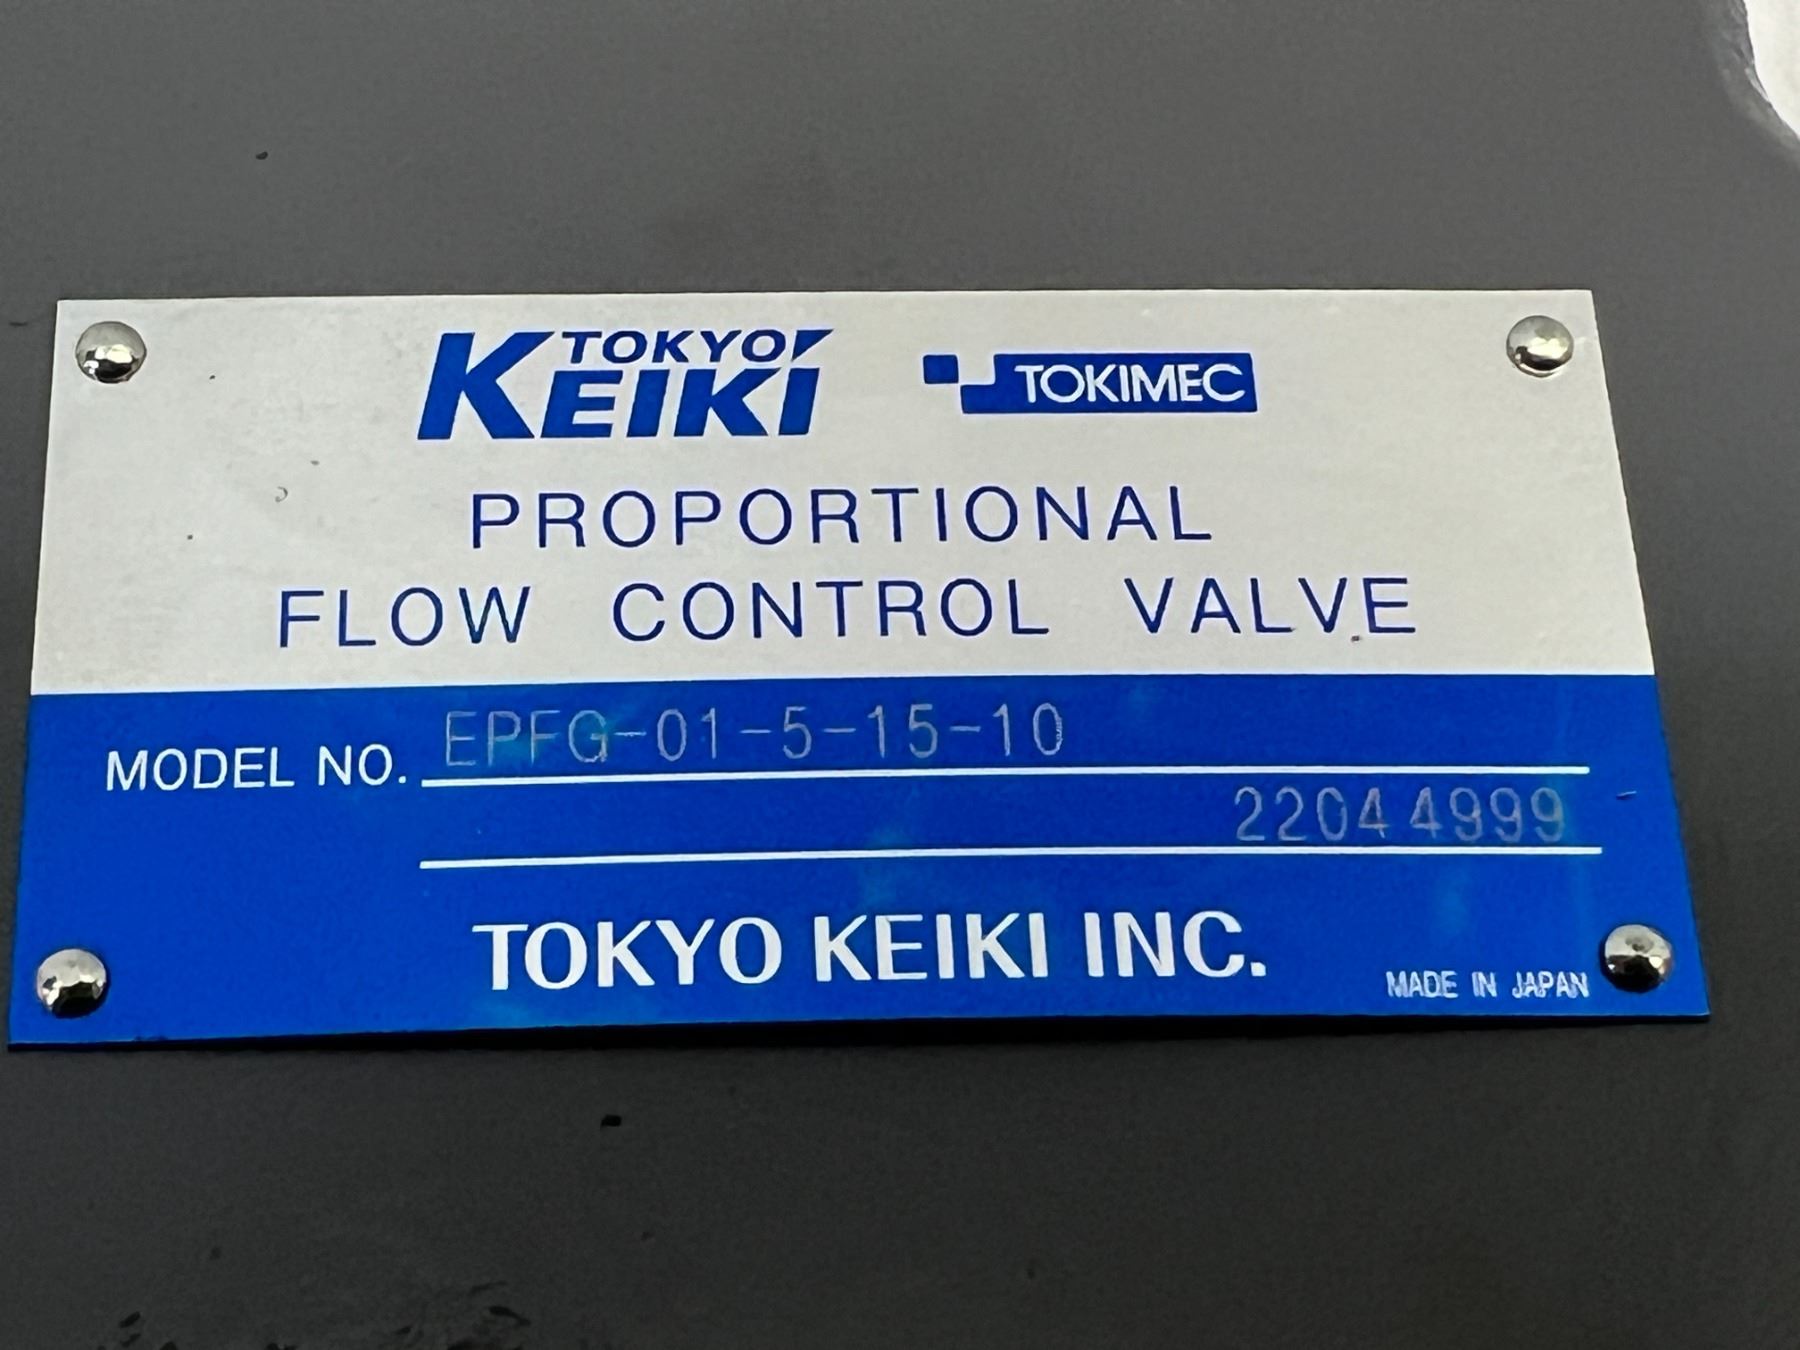 TOKYO
KEIKI
TOKIMEC
PROPORTIONAL
FLOW CONTROL VALVE
MODEL NO. EPFG-01-5-15-10
22044999
TOKYO KEIKI INC.
MADE IN JAPAN